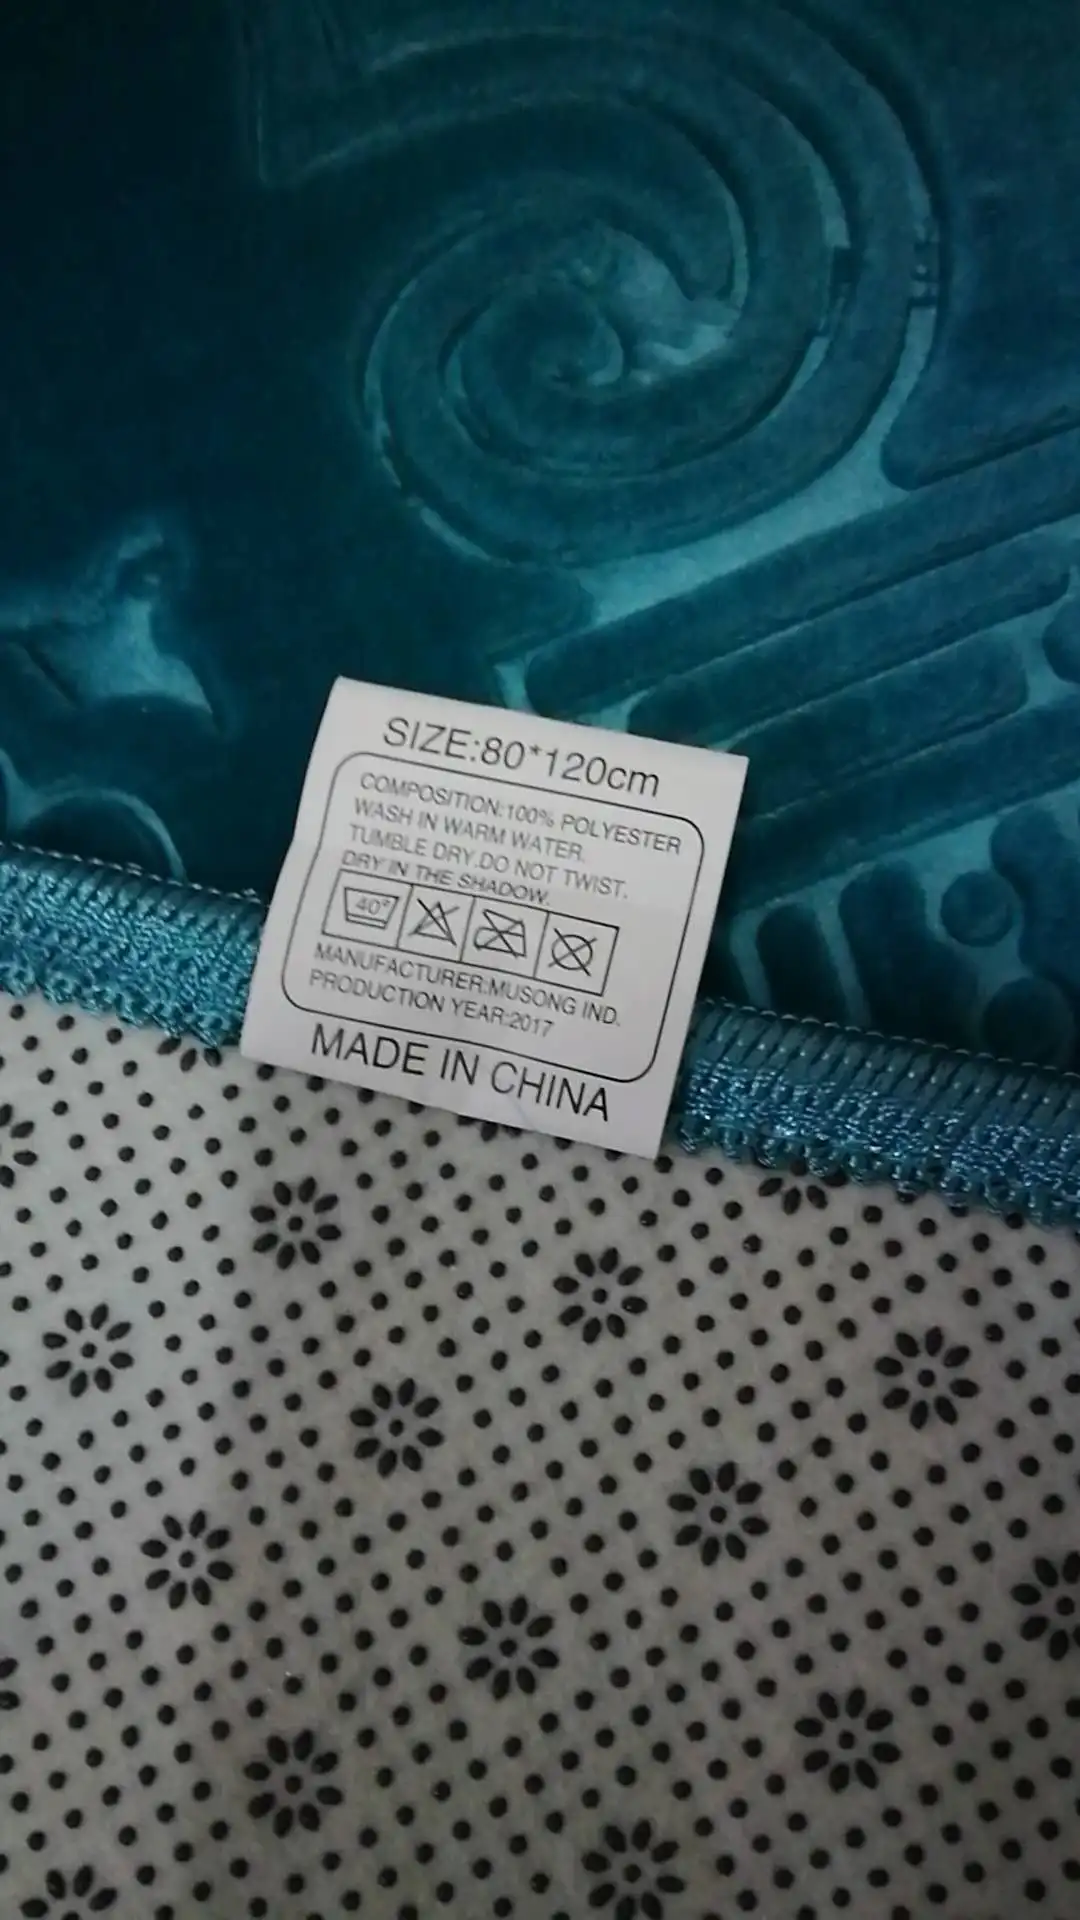 SIZE:80*120cm
COMPOSITION:100% POLYESTER
WASH IN WARM WATER.
TUMBLE DRY.DO NOT TWIST.
DRY IN THE SHADOW.
40°
MANUFACTURER:MUSONG IND.
PRODUCTION YEAR:2017
MADE IN CHINA